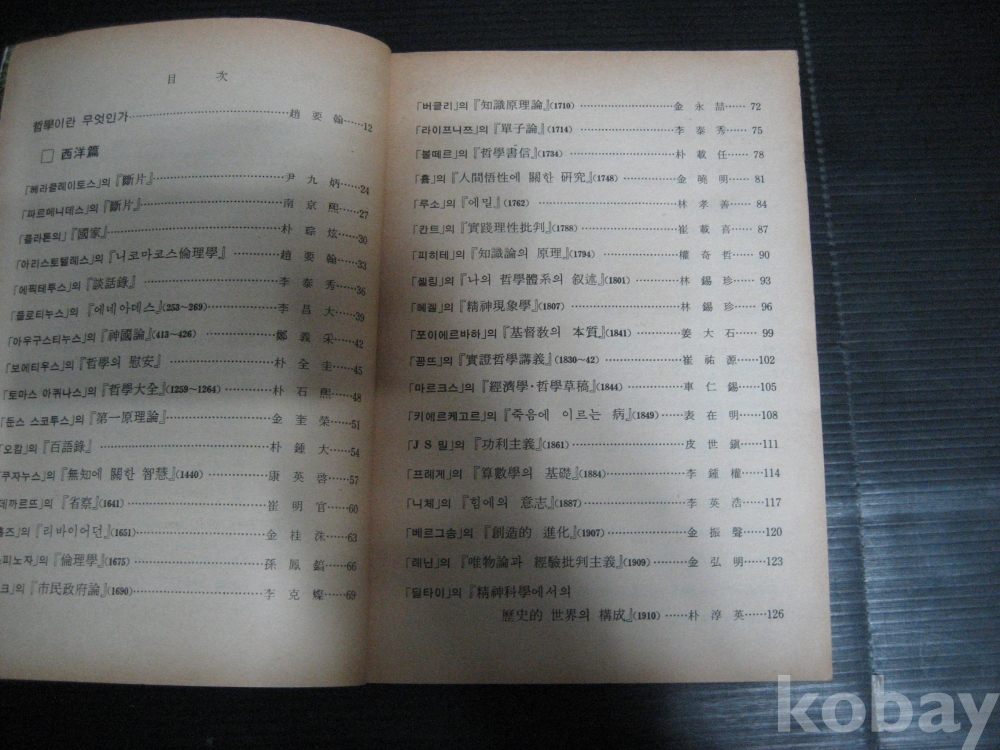 目 次
哲學이란 무엇인가……趙 要 翰……12
□ 西洋篇
「헤라클레이토스」의 『斷片』……尹 九 炳……24
「파르메니데스」의 『斷片』……南 京 熙……27
「플라톤의」 『國家』……朴 琮 炫……30
「아리스토텔레스」의 『니코마코스倫理學』……趙 要 翰……33
「에픽테투스」의 『談話錄』……李 泰 秀……36
「플로티누스」의 『에네아데스』(253~269)……李 昌 大……39
「아우구스티누스」의 『神國論』(413~426)……鄭 義 采……42
「보에티우스」의 『哲學의 慰安』……朴 全 圭……45
「토마스 아퀴나스」의 『哲學大全』(1259~1264)……朴 石 熙……48
「둔스 스코투스」의 『第一原理論』……金 奎 榮……51
「오캄」의 『百語錄』……朴 鍾 大……54
「쿠자누스」의 『無知에 關한 智慧』(1440)……康 英 啓……57
데까르뜨」의 『省察』(1641)……崔 明 官……60
홉즈」의 『리바이어던』(1651)……金 桂 洙……63
피노자」의 『倫理學』(1675)……孫 鳳 鎬……66
크」의 『市民政府論』(1690)……李 克 燦……69
「버클리」의 『知識原理論』(1710)……金 永 喆……72
「라이프니쯔」의 『單子論』(1714)……李 泰 秀……75
「볼떼르」의 『哲學書信』(1734)……朴 載 任……78
「흄」의 『人間悟性에 關한 研究』(1748)……金 曉 明……81
「루소」의 『에밀』(1762)……林 孝 善……84
「칸트」의 『實踐理性批判』(1788)……崔 載 喜……87
「피히테」의 『知識論의 原理』(1794)……權 奇 哲……90
「셸링」의 『나의 哲學體系의 叙述』(1801)……林 錫 珍……93
「헤겔」의 『精神現象學』(1807)……林 錫 珍……96
「포이에르바하」의 『基督敎의 本質』(1841)……姜 大 石……99
「꽁뜨」의 『實證哲學講義』(1830~42)……崔 祐 源……102
「마르크스」의 『經濟學·哲學草稿』(1844)……車 仁 錫……105
「키에르케고르」의 『죽음에 이르는 病』(1849)……表 在 明……108
「J S 밀」의 『功利主義』(1861)……皮 世 鎭……111
「프레게」의 『算數學의 基礎』(1884)……李 鍾 權……114
「니체」의 『힘에의 意志』(1887)……李 英 浩……117
「베르그송」의 『創造的 進化』(1907)……金 振 聲……120
「레닌」의 『唯物論과 經驗批判主義』(1909)……金 弘 明……123
「딜타이」의 『精神科學에서의
歷史的 世界의 構成』(1910)……朴 淳 英……126
kobay